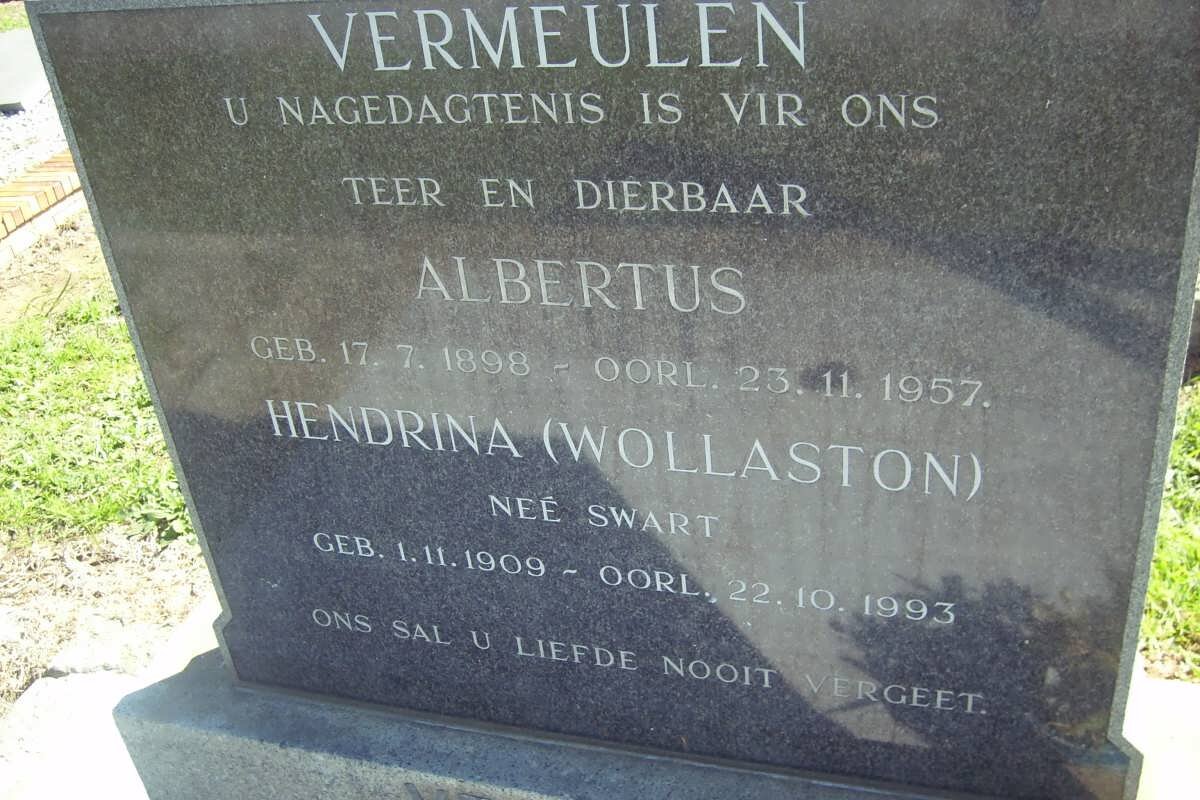 VERMEULEN
U NAGEDAGTENIS IS VIR ONS
TEER EN DIERBAAR
ALBERTUS
GEB. 17. 7. 1898 - OORL. 23. 11. 1957.
HENDRINA (WOLLASTON)
NEÉ SWART
GEB. 1. 11. 1909 - OORL. 22. 10. 1993
ONS SAL U LIEFDE NOOIT VERGEET.